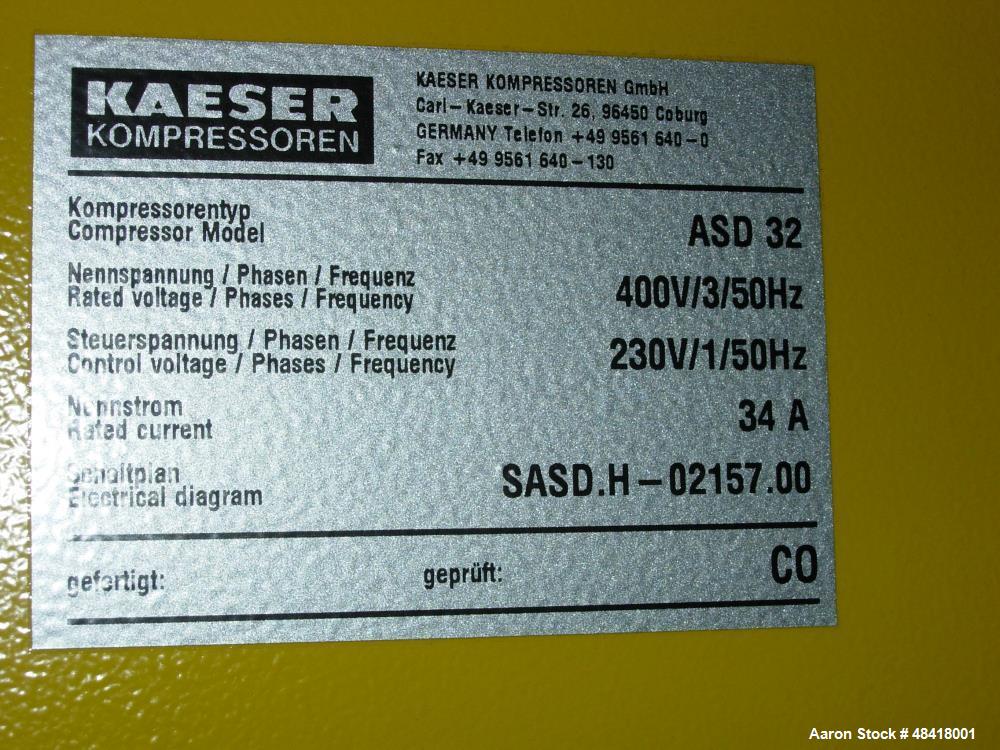 KAESER
KOMPRESSOREN
KAESER KOMPRESSOREN GmbH
Carl-Kaeser-Str. 26, 96450 Coburg
GERMANY Telefon +49 9561 640-0
Fax +49 9561 640-130
Kompressorentyp
Compressor Model
ASD 32
Nennspannung / Phasen / Frequenz
Rated voltage / Phases / Frequency
400V/3/50Hz
Steuerspannung / Phasen / Frequenz
Control voltage / Phases / Frequency
230V/1/50Hz
Nennstrom
Rated current
34 A
Schaltplan
Electrical diagram
SASD.H-02157.00
gefertigt:
geprüft:
CO
Aaron Stock # 48418001